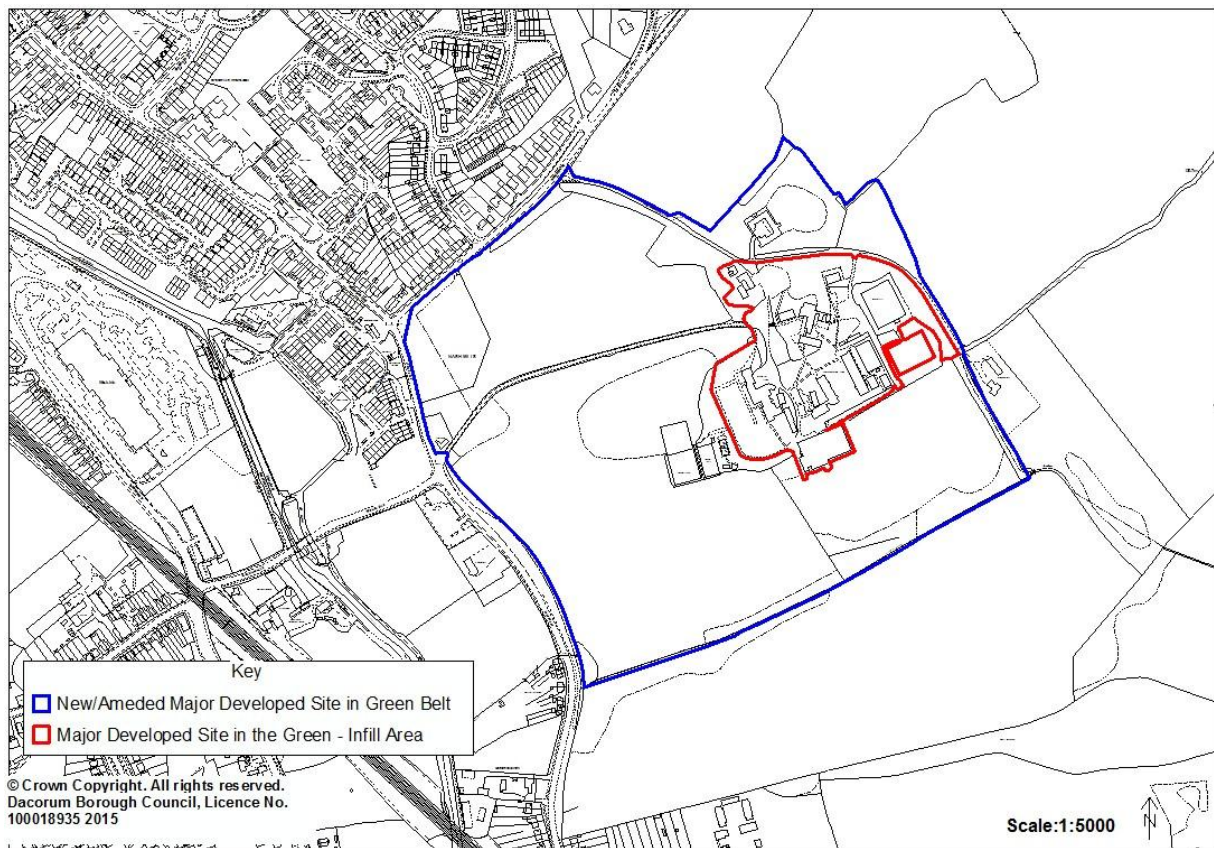 Key
New/Ameded Major Developed Site in Green Belt
Major Developed Site in the Green - Infill Area
© Crown Copyright. All rights reserved.
Dacorum Borough Council, Licence No.
100018935 2015
Scale:1:5000
N